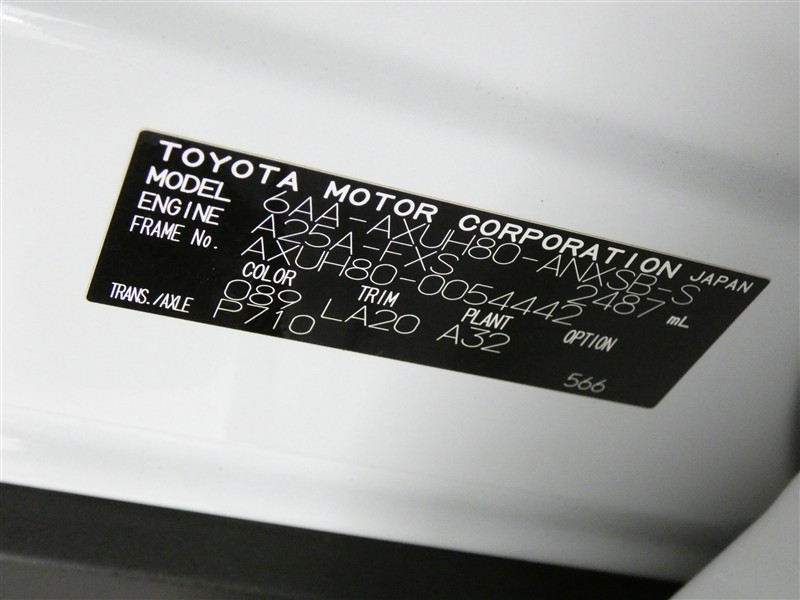 TOYOTA MOTOR CORPORATION JAPAN
MODEL 6AA-AXUH80-ANXSB-S
ENGINE A25A-FXS 2487 mL
FRAME No. AXUH80-0054442
COLOR TRIM PLANT OPTION
089 LA20 A32
TRANS./AXLE P710
566